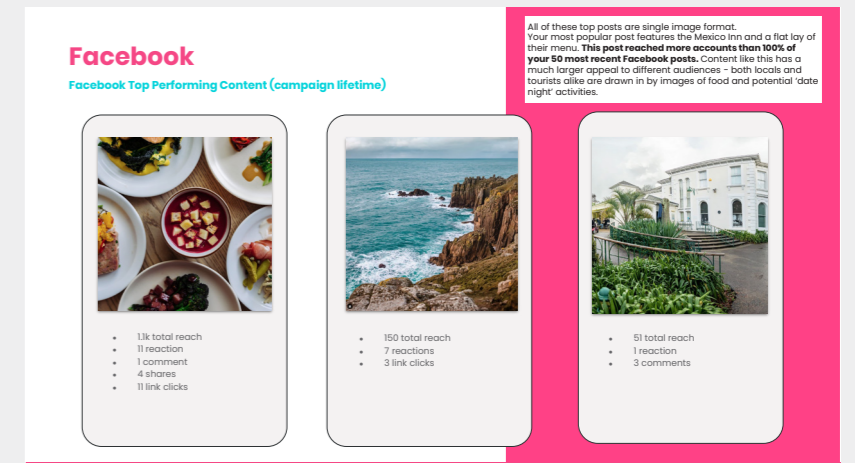 Facebook
Facebook Top Performing Content (campaign lifetime)
All of these top posts are single image format.
Your most popular post features the Mexico Inn and a flat lay of
their menu. This post reached more accounts than 100% of
your 50 most recent Facebook posts. Content like this has a
much larger appeal to different audiences - both locals and
tourists alike are drawn in by images of food and potential 'date
night' activities.
• 1.1k total reach
• 11 reaction
• 1 comment
• 4 shares
• 11 link clicks
• 150 total reach
• 7 reactions
• 3 link clicks
• 51 total reach
• 1 reaction
• 3 comments